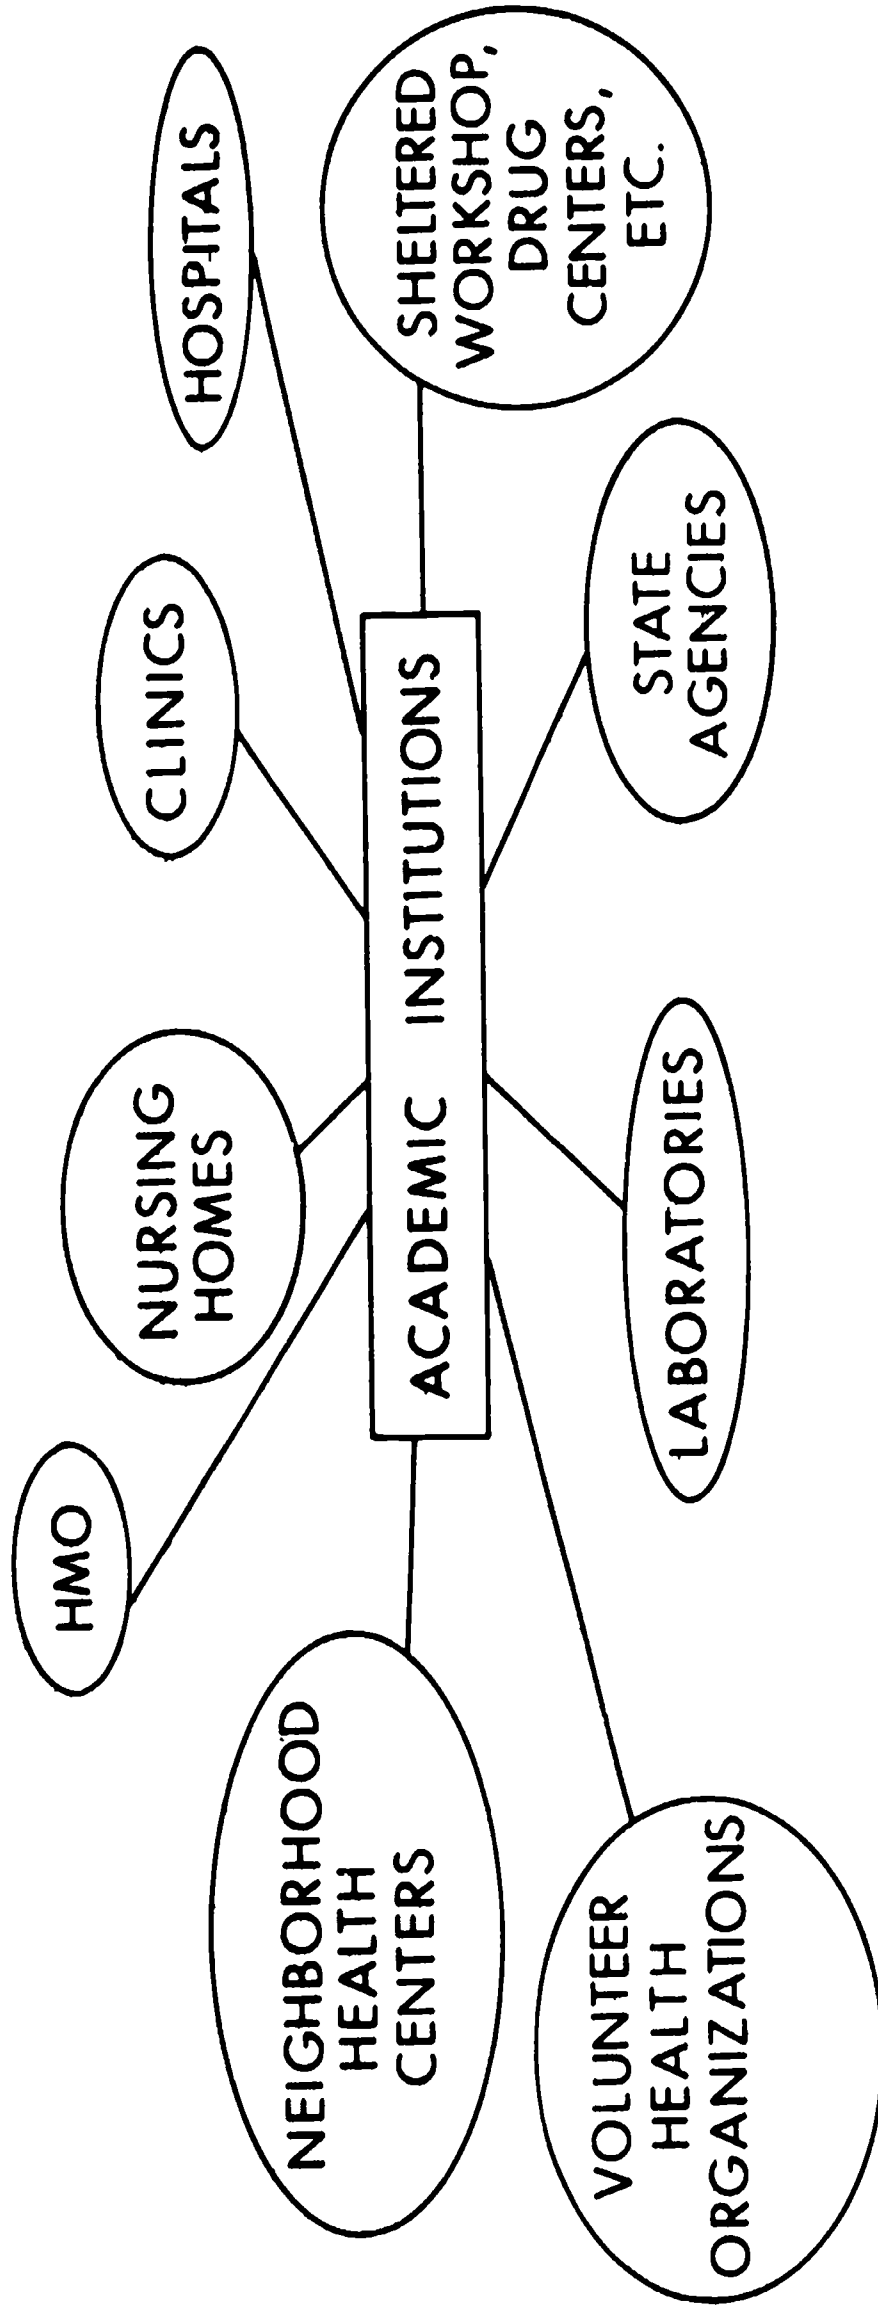 HMO
NURSING
HOMES
CLINICS
HOSPITALS
NEIGHBORHOOD
HEALTH
CENTERS
ACADEMIC INSTITUTIONS
SHELTERED
WORKSHOP,
DRUG
CENTERS,
ETC.
VOLUNTEER
HEALTH
ORGANIZATIONS
LABORATORIES
STATE
AGENCIES